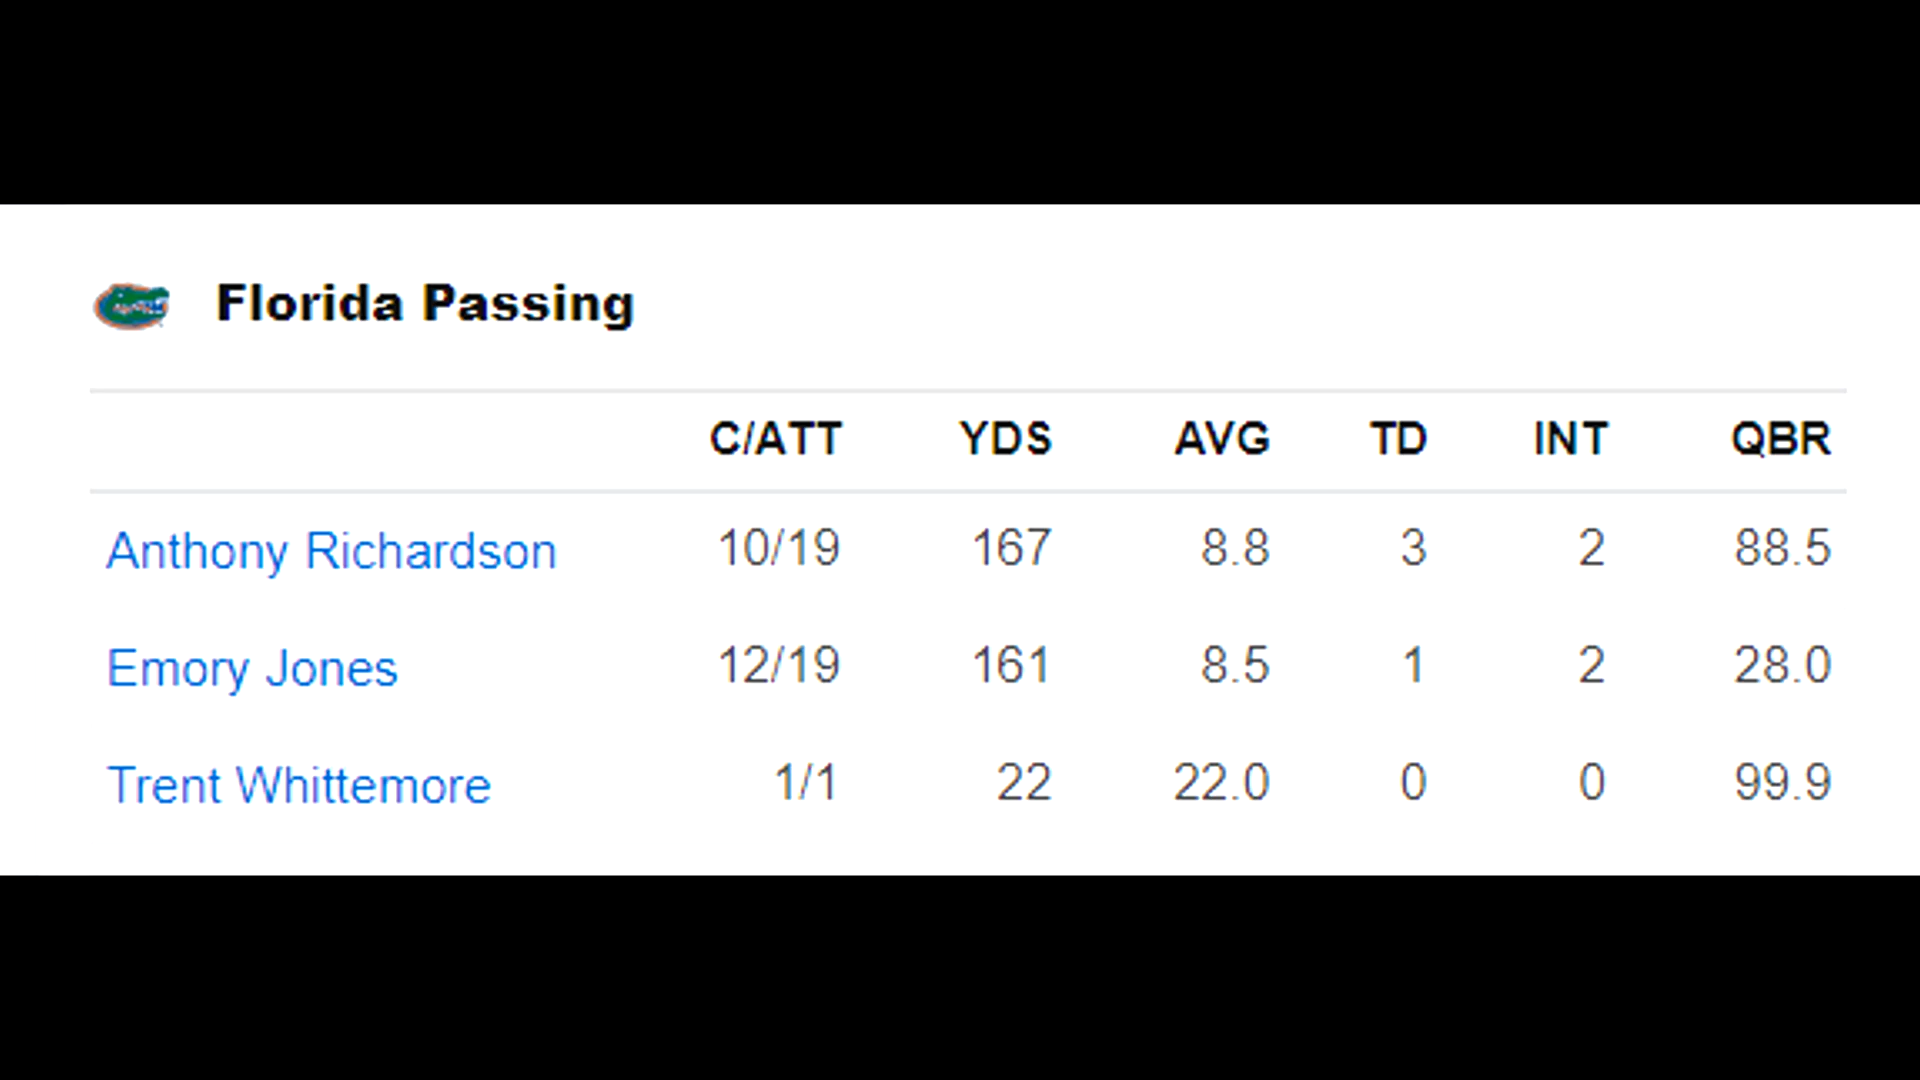 Florida Passing
C/ATT YDS AVG TD INT QBR
Anthony Richardson 10/19 167 8.8 3 2 88.5
Emory Jones 12/19 161 8.5 1 2 28.0
Trent Whittemore 1/1 22 22.0 0 0 99.9